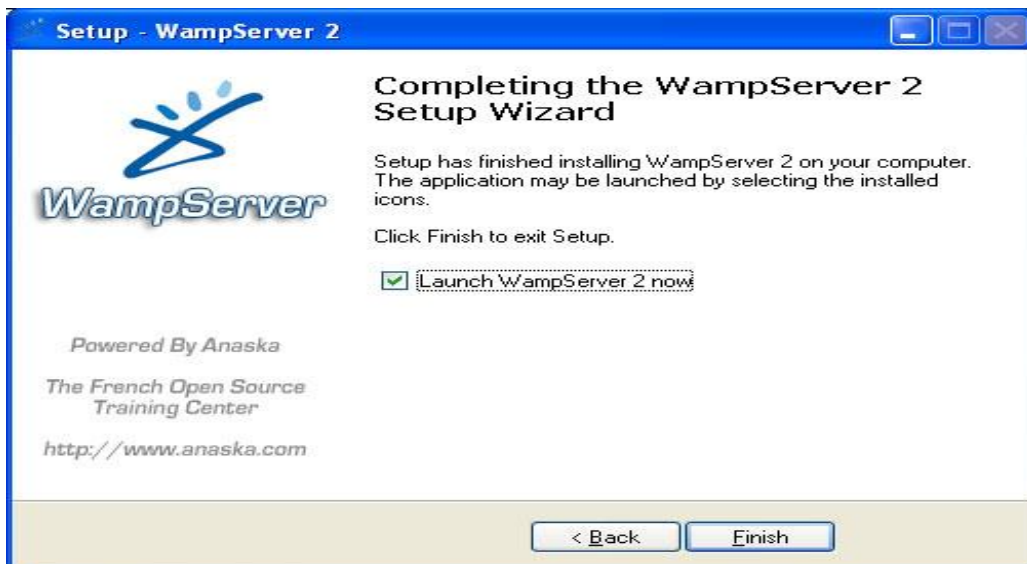 Setup - WampServer 2
WampServer
Completing the WampServer 2
Setup Wizard
Setup has finished installing WampServer 2 on your computer.
The application may be launched by selecting the installed
icons.
Click Finish to exit Setup.
Launch WampServer 2 now
Powered By Anaska
The French Open Source
Training Center
http://www.anaska.com
< Back
Finish